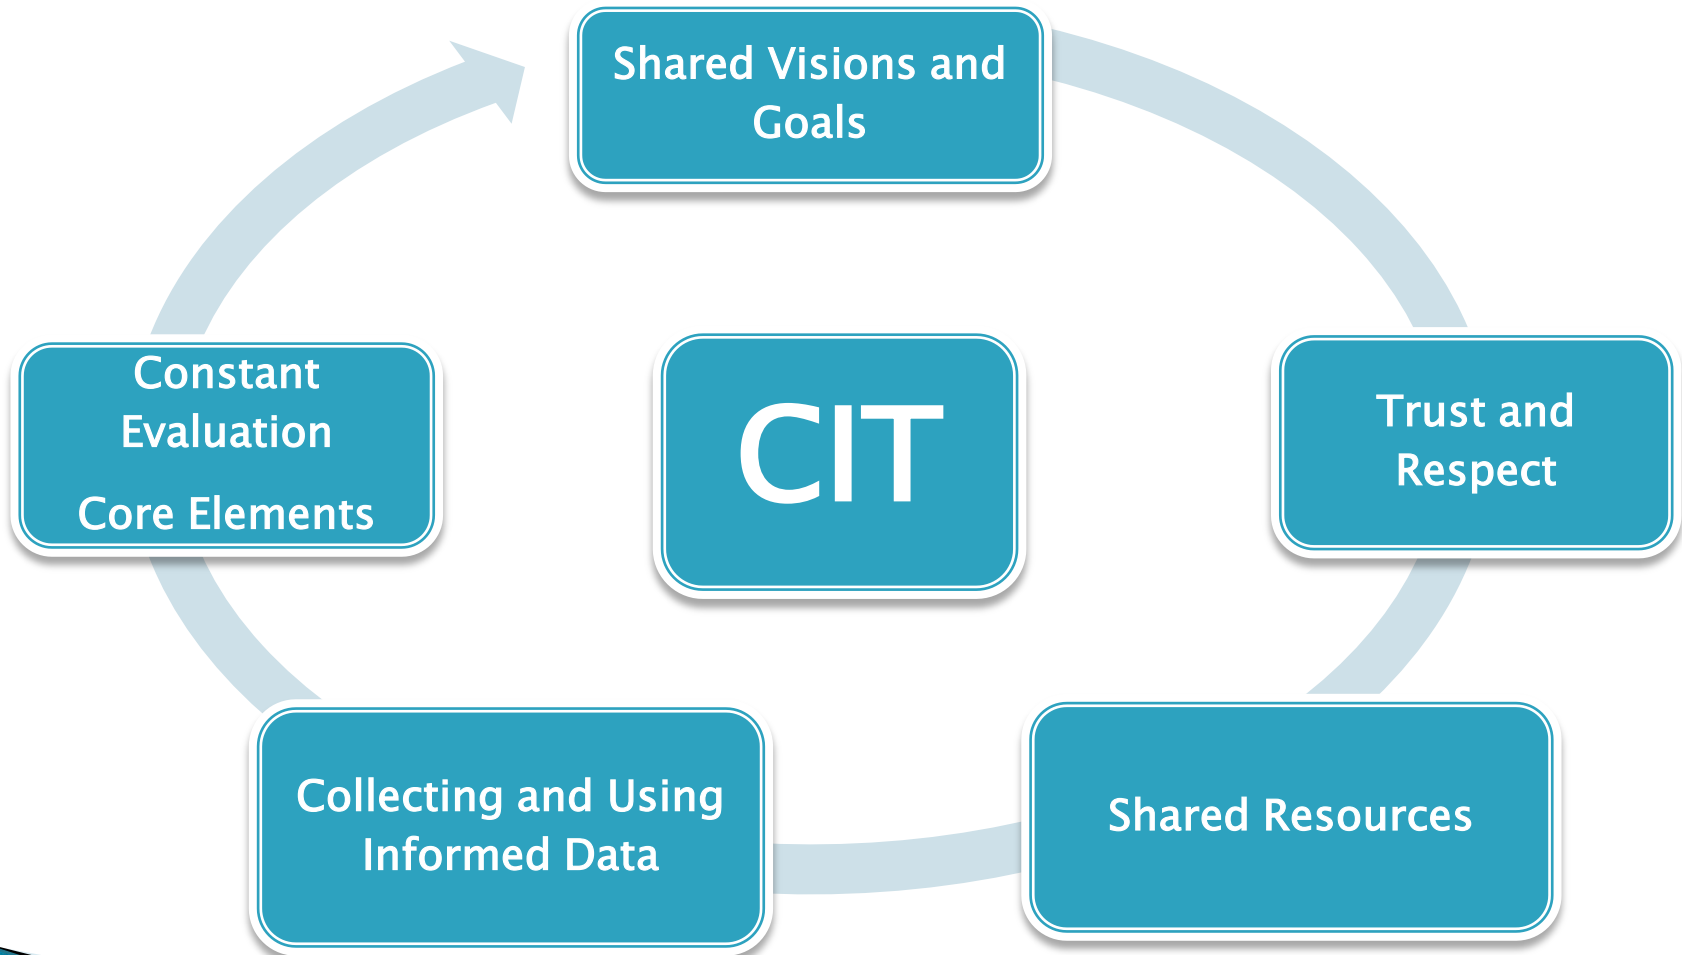 Shared Visions and
Goals
Trust and
Respect
Shared Resources
Collecting and Using
Informed Data
Constant
Evaluation
Core Elements
CIT